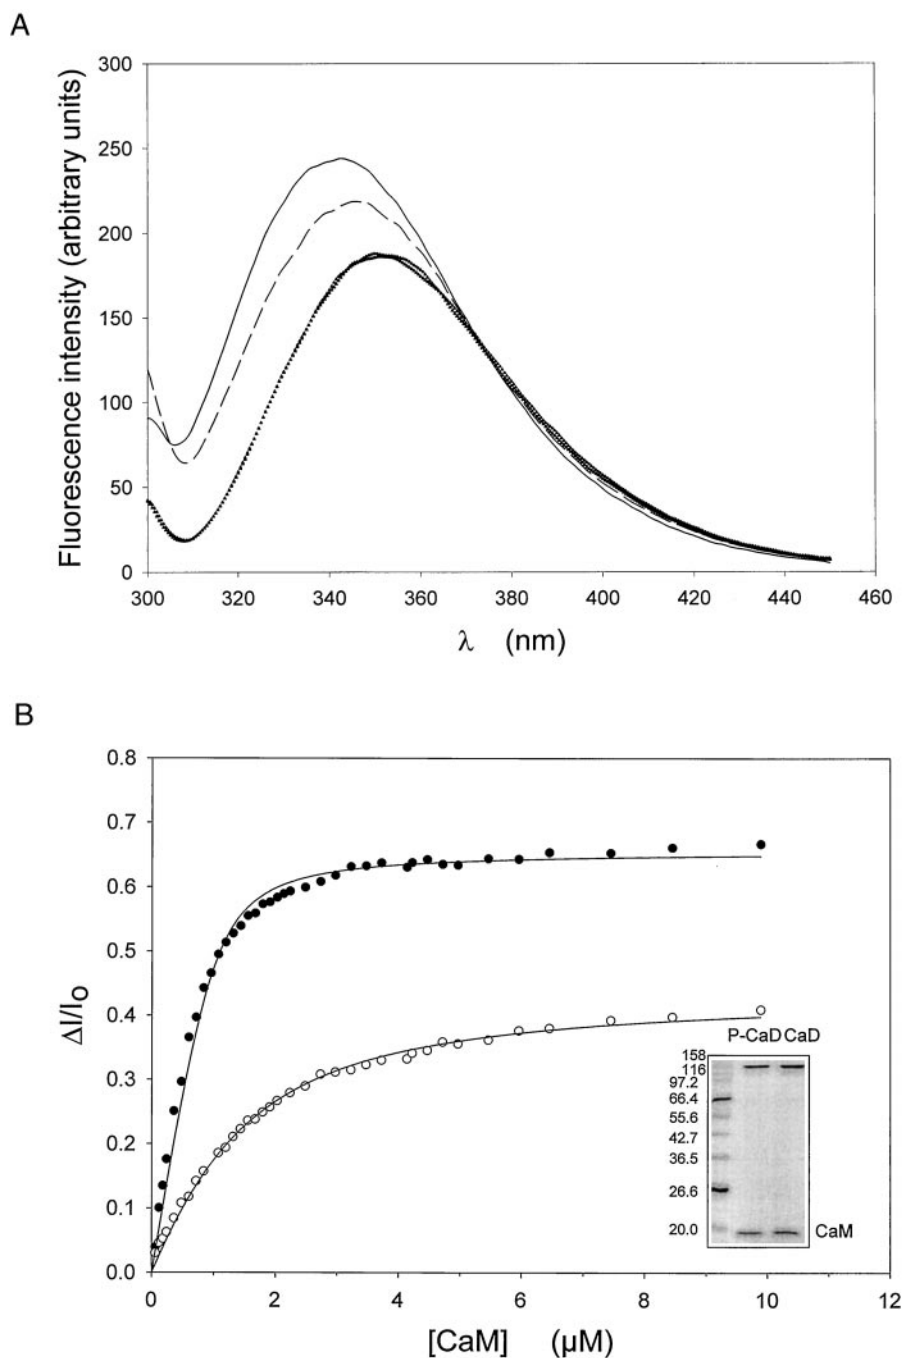 A
Fluorescence intensity (arbitrary units)
300
250
200
150
100
50
0
300 320 340 360 380 400 420 440 460
λ (nm)
B
ΔI/I₀
0.8
0.7
0.6
0.5
0.4
0.3
0.2
0.1
0.0
0 2 4 6 8 10 12
[CaM] (µM)
P-CaD CaD
158
116
97.2
66.4
55.6
42.7
36.5
26.6
20.0
CaM